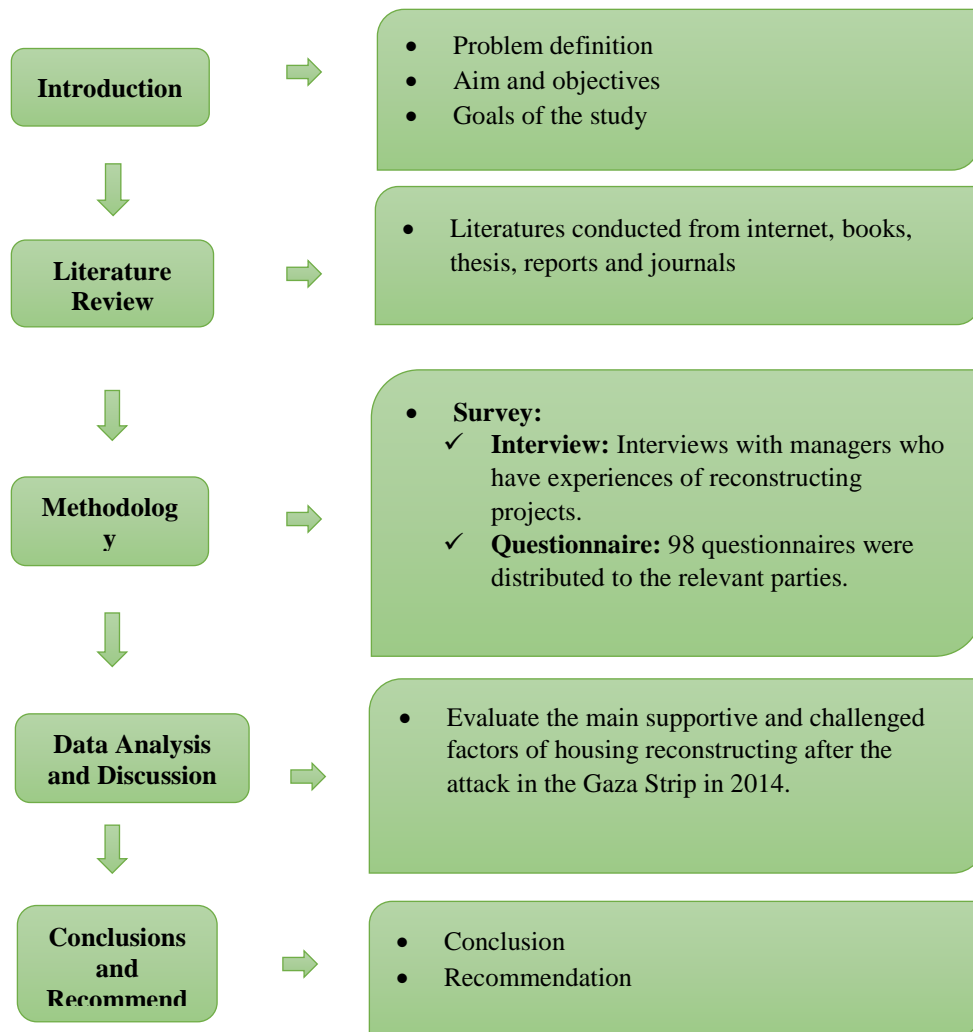 Introduction
• Problem definition
• Aim and objectives
• Goals of the study
Literature
Review
• Literatures conducted from internet, books,
thesis, reports and journals
Methodolog
y
• Survey:
✓ Interview: Interviews with managers who
have experiences of reconstructing
projects.
✓ Questionnaire: 98 questionnaires were
distributed to the relevant parties.
Data Analysis
and Discussion
• Evaluate the main supportive and challenged
factors of housing reconstructing after the
attack in the Gaza Strip in 2014.
Conclusions
and
Recommend
• Conclusion
• Recommendation